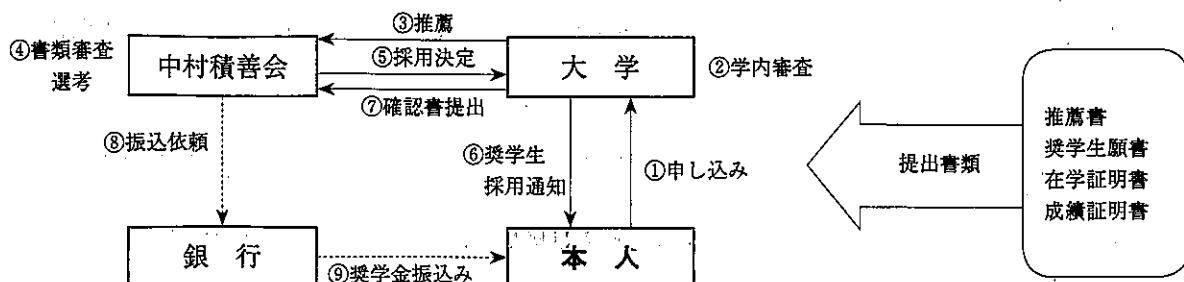 ③推薦
④書類審査
選考
中村積善会
⑤採用決定
大 学
②学内審査
⑦確認書提出
⑧振込依頼
⑥奨学生
採用通知
①申し込み
銀 行
⑨奨学金振込み
本 人
提出書類
推薦書
奨学生願書
在学証明書
成績証明書